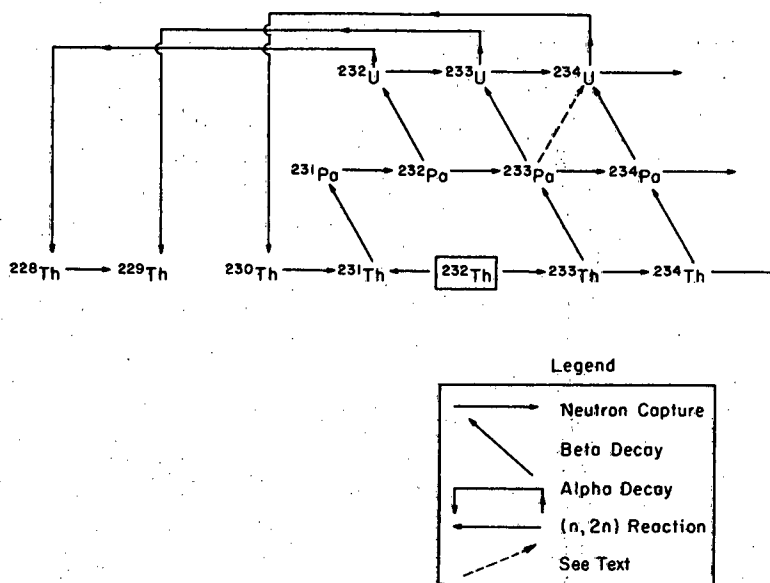 ²³²U ²³³U ²³⁴U
²³¹Pa ²³²Pa ²³³Pa ²³⁴Pa
²²⁸Th ²²⁹Th ²³⁰Th ²³¹Th ²³²Th ²³³Th ²³⁴Th
Legend
Neutron Capture
Beta Decay
Alpha Decay
(n, 2n) Reaction
See Text